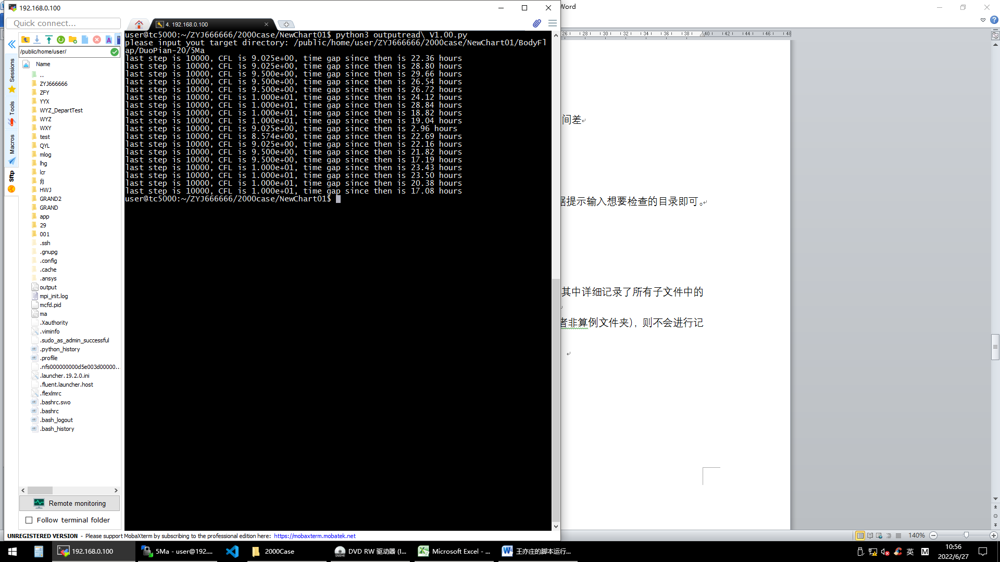 192.168.0.100
Word
Quick connect...
4. 192.168.0.100
/public/home/user/
Name
..
ZYJ666666
ZFY
YYX
WYZ_DepartTest
WYZ
WXY
test
QYL
mlog
lhg
lcr
jlj
HWJ
GRAND2
GRAND
app
29
001
.ssh
.gnupg
.config
.cache
.ansys
output
mpi_init.log
mcfd.pid
ma
.Xauthority
.viminfo
.sudo_as_admin_successful
.python_history
.profile
.nfs000000000d5e003d00000...
.launcher.19.2.0.ini
.fluent.launcher.host
.flexlmrc
.bashrc.swo
.bashrc
.bash_logout
.bash_history
Sessions
Tools
Macros
Sftp
Remote monitoring
Follow terminal folder
user@tc5000:~/ZYJ666666/2000case/NewChart01$ python3 outputread\ V1.00.py
please input yout target directory: /public/home/user/ZYJ666666/2000case/NewChart01/BodyFl
ap/DuoPian-20/5Ma
last step is 10000, CFL is 9.025e+00, time gap since then is 22.36 hours
last step is 10000, CFL is 9.025e+00, time gap since then is 28.80 hours
last step is 10000, CFL is 9.500e+00, time gap since then is 29.66 hours
last step is 10000, CFL is 9.500e+00, time gap since then is 26.54 hours
last step is 10000, CFL is 9.500e+00, time gap since then is 26.72 hours
last step is 10000, CFL is 1.000e+01, time gap since then is 24.12 hours
last step is 10000, CFL is 1.000e+01, time gap since then is 28.84 hours
last step is 10000, CFL is 1.000e+01, time gap since then is 18.82 hours
last step is 10000, CFL is 1.000e+01, time gap since then is 19.04 hours
last step is 10000, CFL is 9.025e+00, time gap since then is 2.96 hours
last step is 10000, CFL is 8.574e+00, time gap since then is 22.69 hours
last step is 10000, CFL is 9.025e+00, time gap since then is 22.16 hours
last step is 10000, CFL is 9.500e+00, time gap since then is 21.82 hours
last step is 10000, CFL is 9.500e+00, time gap since then is 17.19 hours
last step is 10000, CFL is 1.000e+01, time gap since then is 23.43 hours
last step is 10000, CFL is 1.000e+01, time gap since then is 23.50 hours
last step is 10000, CFL is 1.000e+01, time gap since then is 20.38 hours
last step is 10000, CFL is 1.000e+01, time gap since then is 17.08 hours
user@tc5000:~/ZYJ666666/2000case/NewChart01$
26 28 30 32 34 36 38 40 42 44 46 48
间差
提示输入想要检查的目录即可。
其中详细记录了所有子文件中的
者非算例文件夹），则不会进行记
UNREGISTERED VERSION - Please support MobaXterm by subscribing to the professional edition here: https://mobaxterm.mobatek.net
140%
192.168.0.100
5Ma - user@192....
2000Case
DVD RW 驱动器 (I...
Microsoft Excel - ...
王亦庄的脚本运行...
英
M
10:56
2022/6/27